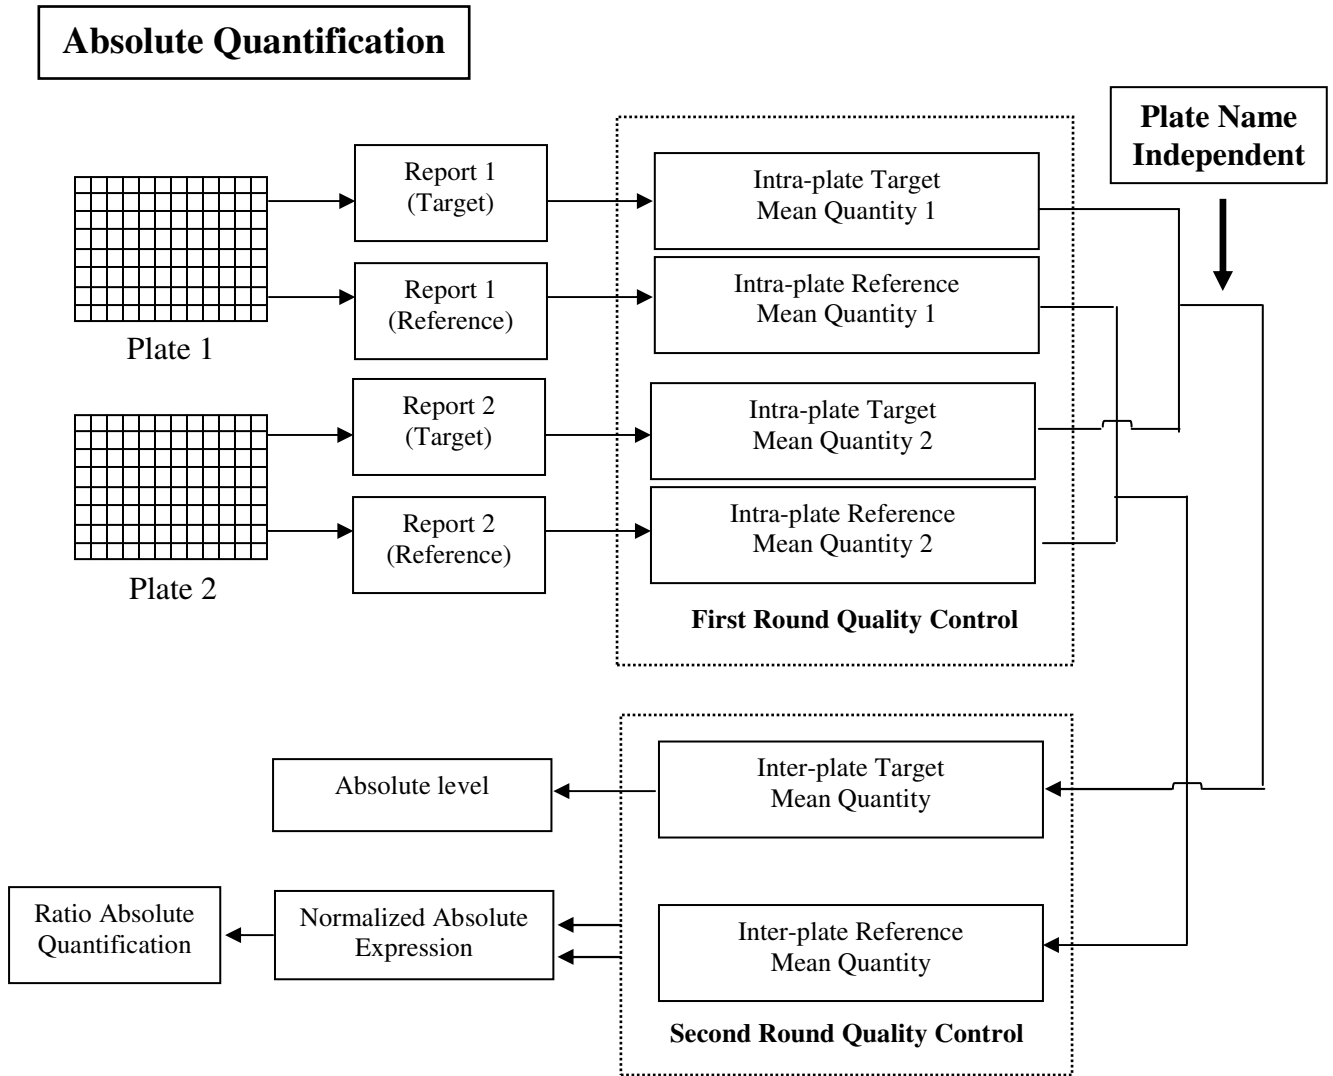 Absolute Quantification
Plate Name
Independent
Report 1
(Target)
Intra-plate Target
Mean Quantity 1
Report 1
(Reference)
Intra-plate Reference
Mean Quantity 1
Plate 1
Report 2
(Target)
Intra-plate Target
Mean Quantity 2
Report 2
(Reference)
Intra-plate Reference
Mean Quantity 2
Plate 2
First Round Quality Control
Absolute level
Inter-plate Target
Mean Quantity
Ratio Absolute
Quantification
Normalized Absolute
Expression
Inter-plate Reference
Mean Quantity
Second Round Quality Control